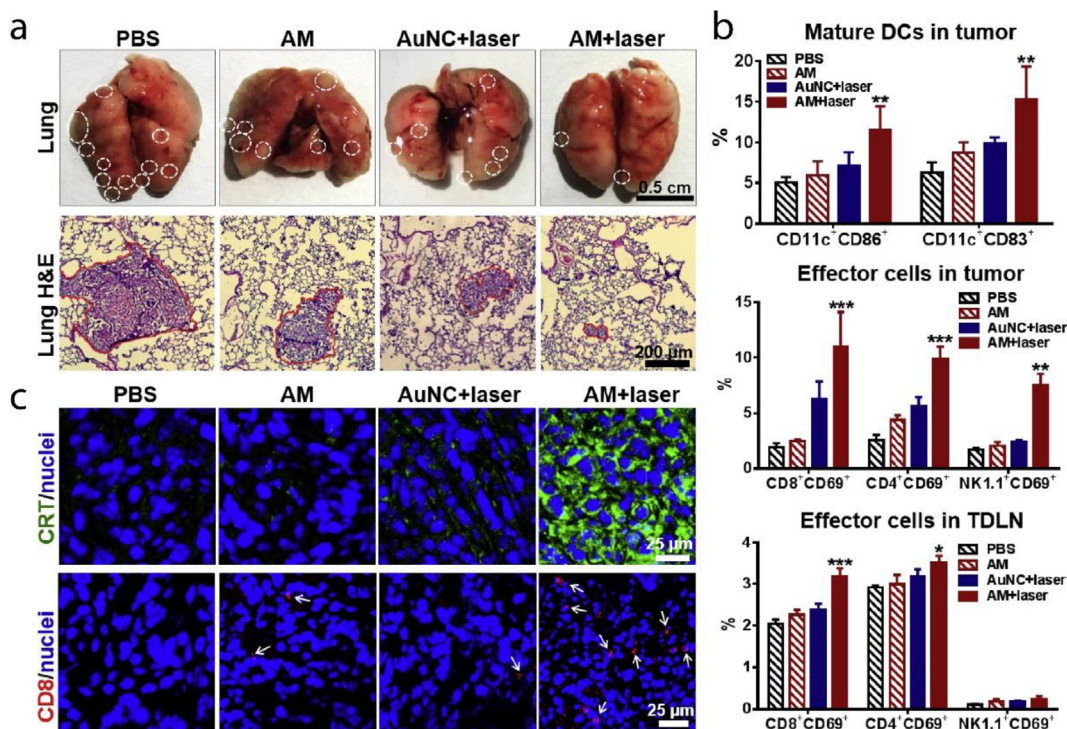 a
PBS AM AuNC+laser AM+laser
Lung
0.5 cm
Lung H&E
200 µm
b
Mature DCs in tumor
PBS
AM
AuNC+laser
AM+laser
**
**
20
15
10
5
0
%
CD11c+CD86+ CD11c+CD83+
Effector cells in tumor
PBS
AM
AuNC+laser
AM+laser
***
***
**
15
10
5
0
%
CD8+CD69+ CD4+CD69+ NK1.1+CD69+
Effector cells in TDLN
PBS
AM
AuNC+laser
AM+laser
***
*
4
3
2
1
0
%
CD8+CD69+ CD4+CD69+ NK1.1+CD69+
c
PBS AM AuNC+laser AM+laser
CRT/nuclei
25 µm
CD8/nuclei
25 µm